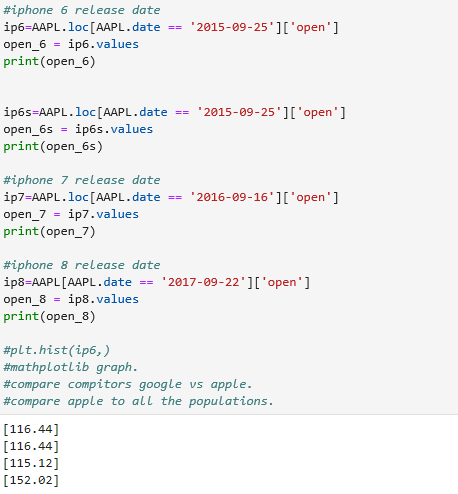 #iphone 6 release date
ip6=AAPL.loc[AAPL.date == '2015-09-25']['open']
open_6 = ip6.values
print(open_6)
ip6s=AAPL.loc[AAPL.date == '2015-09-25']['open']
open_6s = ip6s.values
print(open_6s)
#iphone 7 release date
ip7=AAPL.loc[AAPL.date == '2016-09-16']['open']
open_7 = ip7.values
print(open_7)
#iphone 8 release date
ip8=AAPL[AAPL.date == '2017-09-22']['open']
open_8 = ip8.values
print(open_8)
#plt.hist(ip6,)
#mathplotlib graph.
#compare compitors google vs apple.
#compare apple to all the populations.
[116.44]
[116.44]
[115.12]
[152.02]